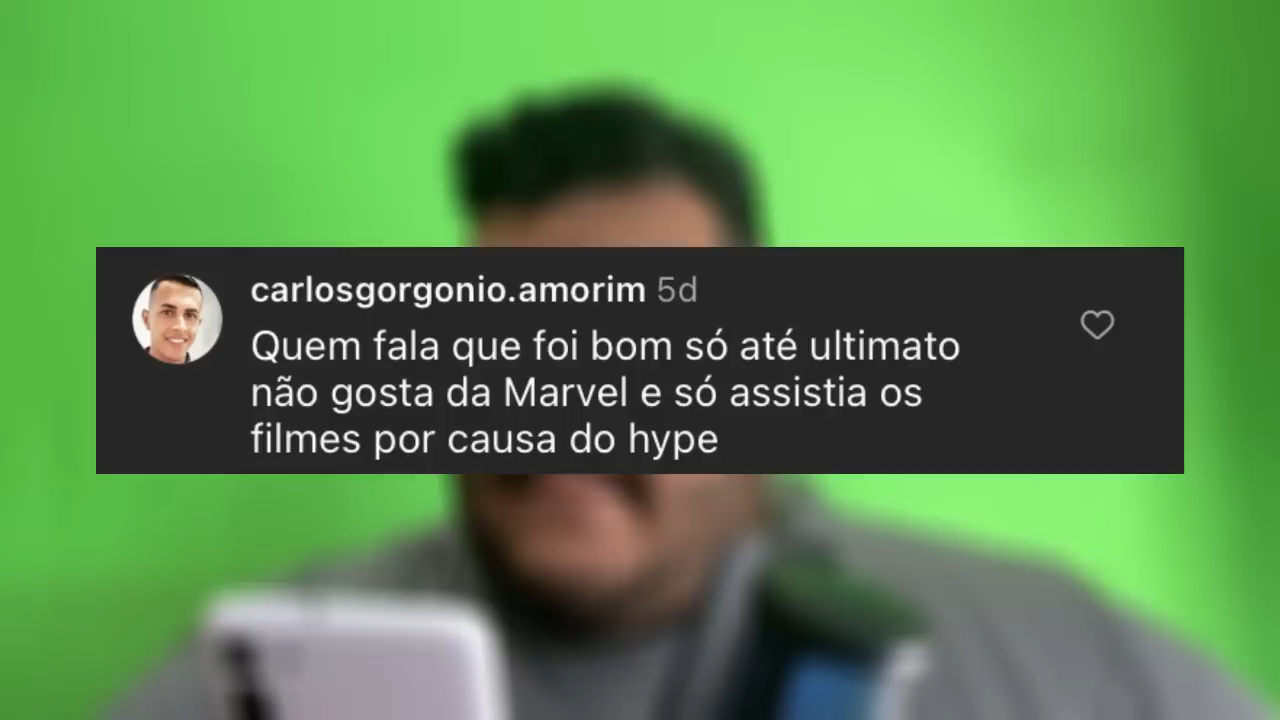 carlosgorgonio.amorim 5d
Quem fala que foi bom só até ultimato
não gosta da Marvel e só assistia os
filmes por causa do hype